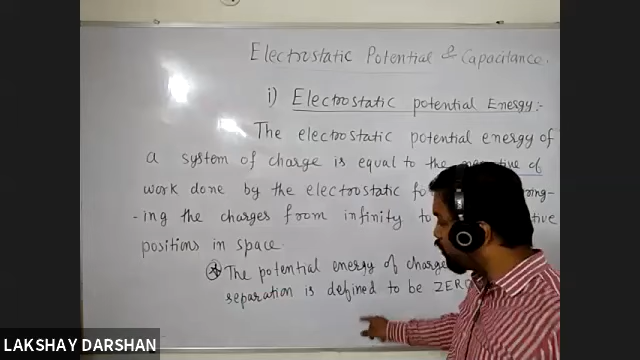 Electrostatic Potential & Capacitance.
i) Electrostatic potential Energy:-
The electrostatic potential energy of
a system of charge is equal to the of
work done by the electrostatic
-ing the charges from infinity to
positions in space.
The potential energy of charge
separation is defined to be ZERO
LAKSHAY DARSHAN